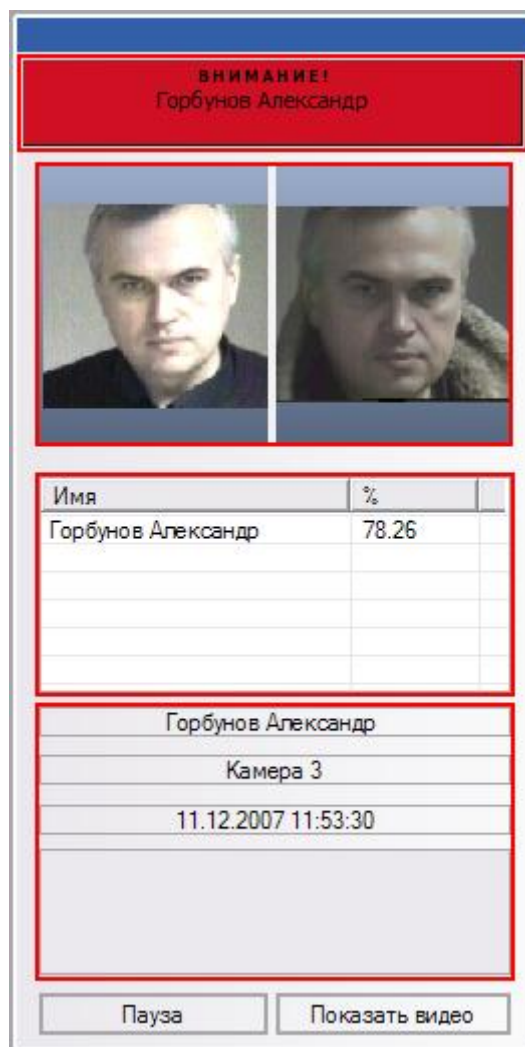 ВНИМАНИЕ!
Горбунов Александр
Имя %
Горбунов Александр 78.26
Горбунов Александр
Камера 3
11.12.2007 11:53:30
Пауза Показать видео